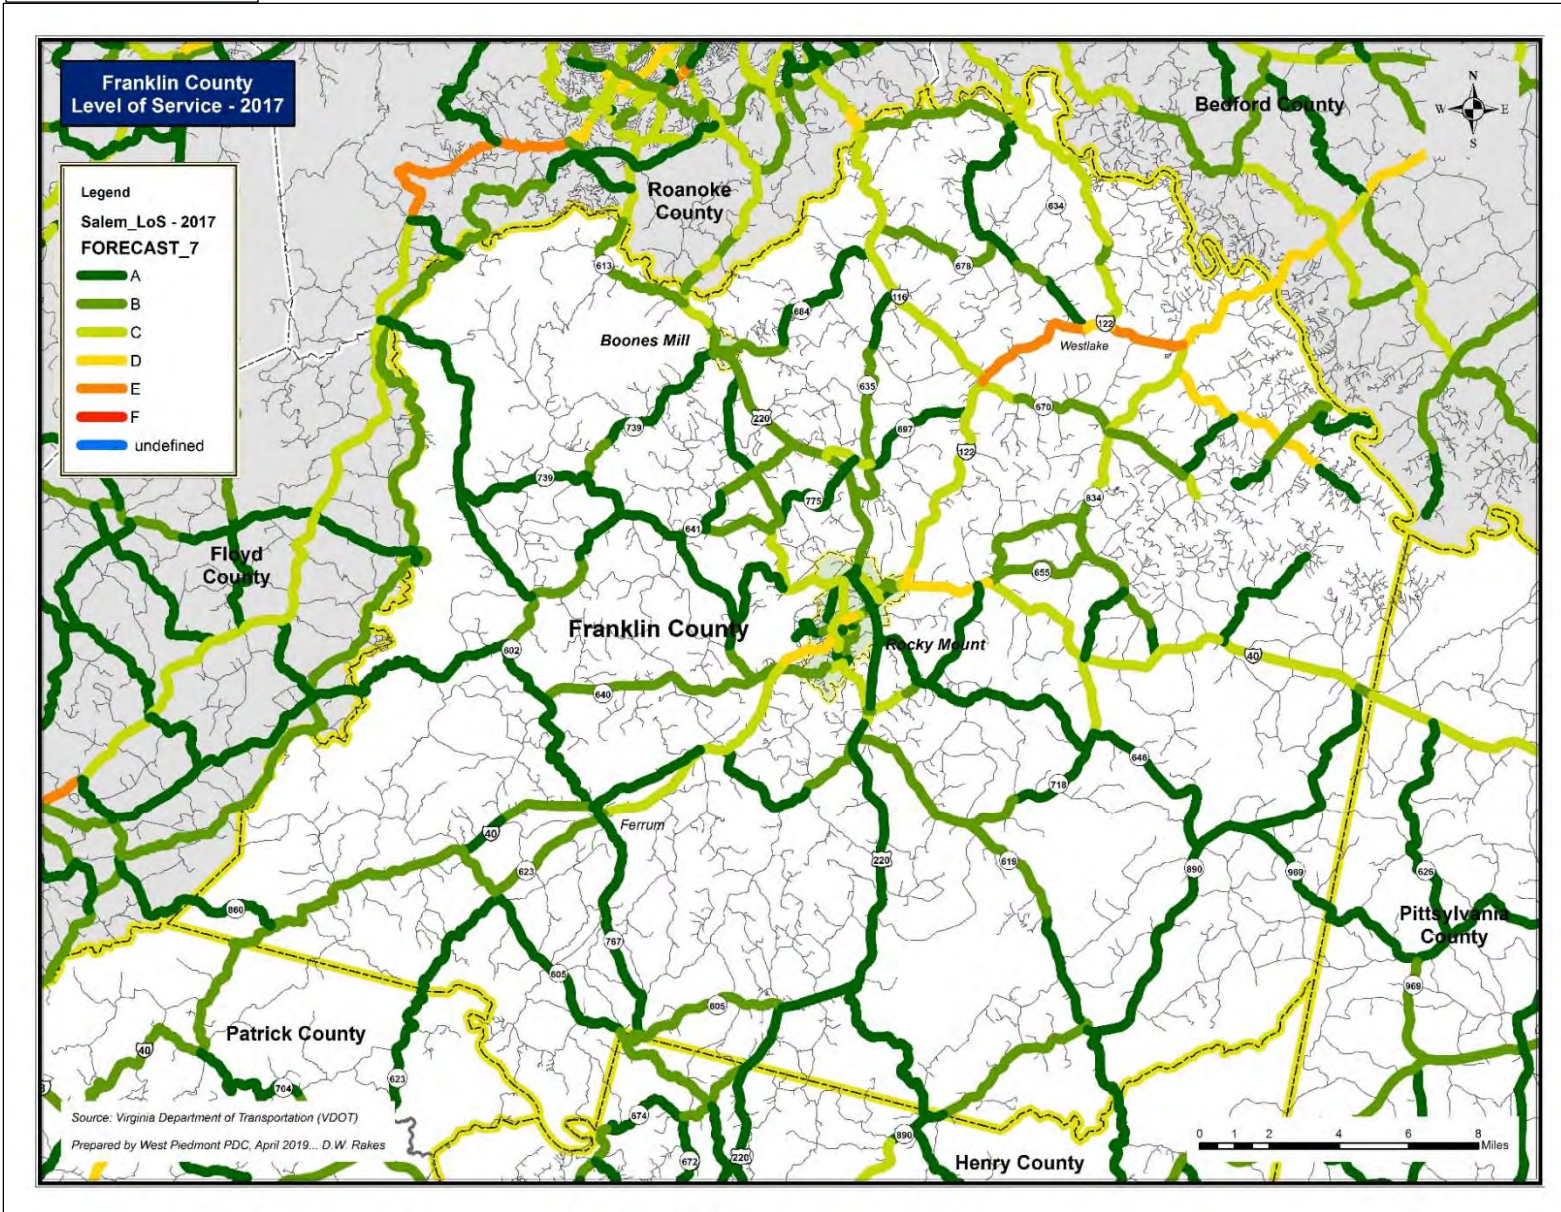 Franklin County
Level of Service - 2017
Legend
Salem_LoS - 2017
FORECAST_7
A
B
C
D
E
F
undefined
Bedford County
N
W E
S
Roanoke
County
634
613
678
116
684
122
Boones Mill
Westlake
635
670
220
739
697
122
739
834
775
641
Floyd
County
655
Franklin County
Rocky Mount
602
40
640
646
718
Ferrum
40
619
220
623
890
969
626
860
Pittsylvania
County
767
605
969
605
Patrick County
40
623
704
674
Source: Virginia Department of Transportation (VDOT)
Prepared by West Piedmont PDC, April 2019... D.W. Rakes
890
672
220
Henry County
0 1 2 4 6 8
Miles